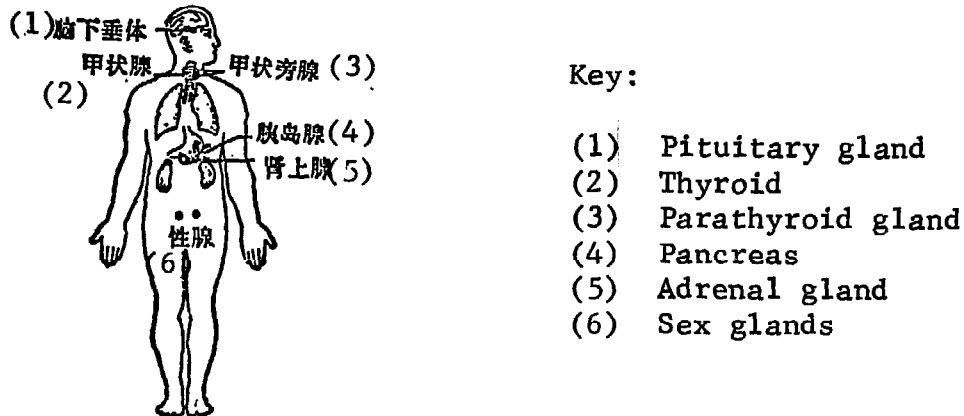 (1)脑下垂体
甲状腺
(2)
甲状旁腺 (3)
胰岛腺(4)
肾上腺(5)
性腺
(6)
Key:
(1) Pituitary gland
(2) Thyroid
(3) Parathyroid gland
(4) Pancreas
(5) Adrenal gland
(6) Sex glands